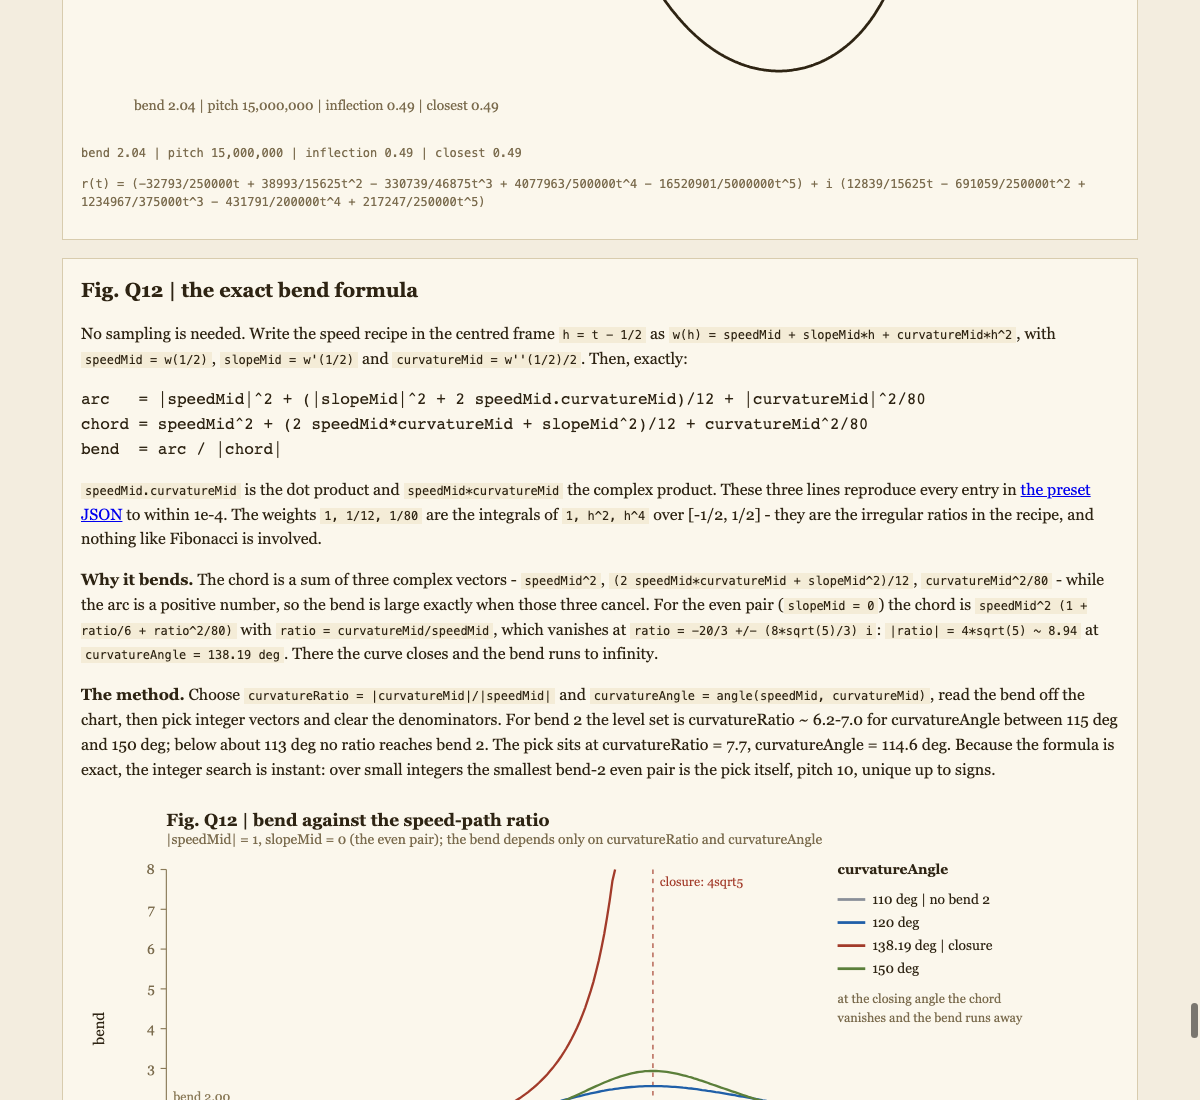 bend 2.04 | pitch 15,000,000 | inflection 0.49 | closest 0.49
bend 2.04 | pitch 15,000,000 | inflection 0.49 | closest 0.49
r(t) = (−32793/250000t + 38993/15625t^2 − 330739/46875t^3 + 4077963/500000t^4 − 16520901/5000000t^5) + i (12839/15625t − 691059/250000t^2 +
1234967/375000t^3 − 431791/200000t^4 + 217247/250000t^5)
Fig. Q12 | the exact bend formula
No sampling is needed. Write the speed recipe in the centred frame h = t − 1/2 as w(h) = speedMid + slopeMid*h + curvatureMid*h^2, with
speedMid = w(1/2), slopeMid = w'(1/2) and curvatureMid = w''(1/2)/2. Then, exactly:
arc = |speedMid|^2 + (|slopeMid|^2 + 2 speedMid.curvatureMid)/12 + |curvatureMid|^2/80
chord = speedMid^2 + (2 speedMid*curvatureMid + slopeMid^2)/12 + curvatureMid^2/80
bend = arc / |chord|
speedMid.curvatureMid is the dot product and speedMid*curvatureMid the complex product. These three lines reproduce every entry in the preset
JSON to within 1e-4. The weights 1, 1/12, 1/80 are the integrals of 1, h^2, h^4 over [-1/2, 1/2] - they are the irregular ratios in the recipe, and
nothing like Fibonacci is involved.
Why it bends. The chord is a sum of three complex vectors - speedMid^2, (2 speedMid*curvatureMid + slopeMid^2)/12, curvatureMid^2/80 - while
the arc is a positive number, so the bend is large exactly when those three cancel. For the even pair (slopeMid = 0) the chord is speedMid^2 (1 +
ratio/6 + ratio^2/80) with ratio = curvatureMid/speedMid, which vanishes at ratio = −20/3 +/− (8*sqrt(5)/3) i: |ratio| = 4*sqrt(5) ~ 8.94 at
curvatureAngle = 138.19 deg. There the curve closes and the bend runs to infinity.
The method. Choose curvatureRatio = |curvatureMid|/|speedMid| and curvatureAngle = angle(speedMid, curvatureMid), read the bend off the
chart, then pick integer vectors and clear the denominators. For bend 2 the level set is curvatureRatio ~ 6.2-7.0 for curvatureAngle between 115 deg
and 150 deg; below about 113 deg no ratio reaches bend 2. The pick sits at curvatureRatio = 7.7, curvatureAngle = 114.6 deg. Because the formula is
exact, the integer search is instant: over small integers the smallest bend-2 even pair is the pick itself, pitch 10, unique up to signs.
Fig. Q12 | bend against the speed-path ratio
|speedMid| = 1, slopeMid = 0 (the even pair); the bend depends only on curvatureRatio and curvatureAngle
8
7
6
5
4
3
bend
bend 2.00
closure: 4sqrt5
curvatureAngle
110 deg | no bend 2
120 deg
138.19 deg | closure
150 deg
at the closing angle the chord
vanishes and the bend runs away